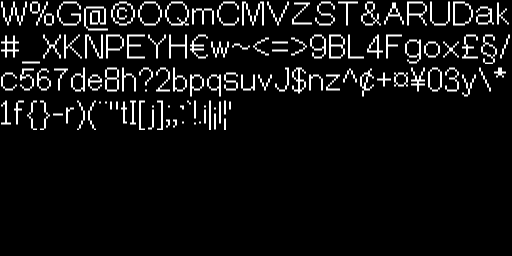 W%G@©OQmCMVZST&ARUDak
#_XKNPEYH€w~<=>9BL4Fgox£§/
c567de8h?2bpqsuvJ$nz^¢+¤¥03y\*
1f{}-r)(¨"tI[j];,:`!.i|l¦'